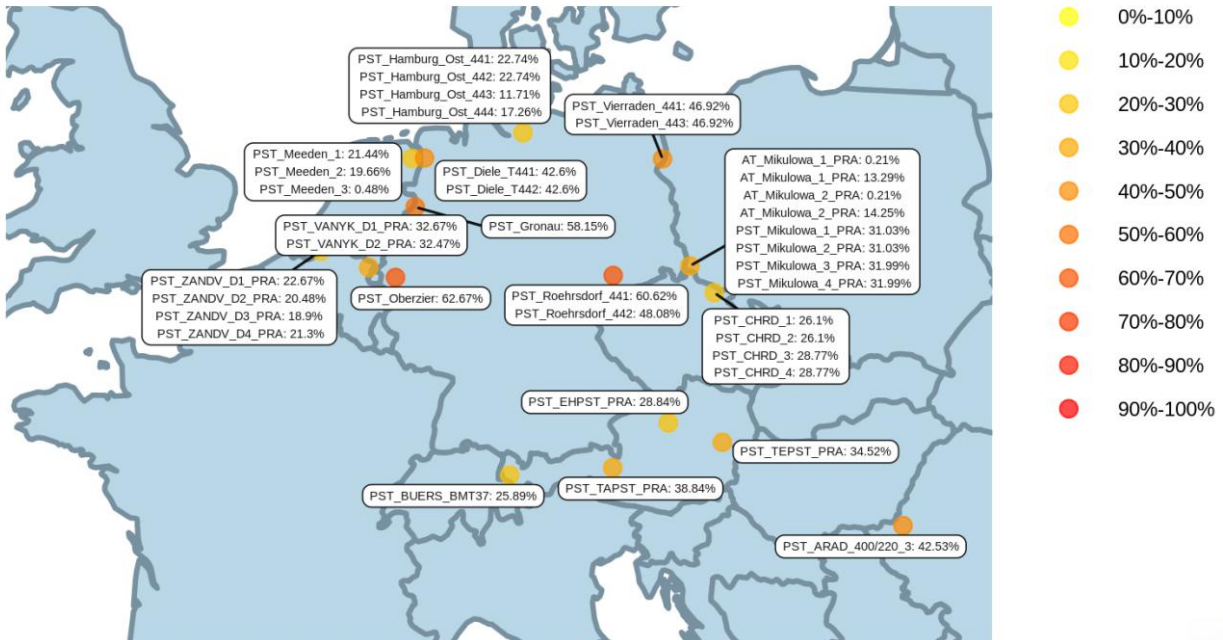 PST_Hamburg_Ost_441: 22.74%
PST_Hamburg_Ost_442: 22.74%
PST_Hamburg_Ost_443: 11.71%
PST_Hamburg_Ost_444: 17.26%
PST_Vierraden_441: 46.92%
PST_Vierraden_443: 46.92%
PST_Meeden_1: 21.44%
PST_Meeden_2: 19.66%
PST_Meeden_3: 0.48%
PST_Diele_T441: 42.6%
PST_Diele_T442: 42.6%
AT_Mikulowa_1_PRA: 0.21%
AT_Mikulowa_1_PRA: 13.29%
AT_Mikulowa_2_PRA: 0.21%
AT_Mikulowa_2_PRA: 14.25%
PST_Mikulowa_1_PRA: 31.03%
PST_Mikulowa_2_PRA: 31.03%
PST_Mikulowa_3_PRA: 31.99%
PST_Mikulowa_4_PRA: 31.99%
PST_VANYK_D1_PRA: 32.67%
PST_VANYK_D2_PRA: 32.47%
PST_Gronau: 58.15%
PST_ZANDV_D1_PRA: 22.67%
PST_ZANDV_D2_PRA: 20.48%
PST_ZANDV_D3_PRA: 18.9%
PST_ZANDV_D4_PRA: 21.3%
PST_Oberzier: 62.67%
PST_Roehrsdorf_441: 60.62%
PST_Roehrsdorf_442: 48.08%
PST_CHRD_1: 26.1%
PST_CHRD_2: 26.1%
PST_CHRD_3: 28.77%
PST_CHRD_4: 28.77%
PST_EHPST_PRA: 28.84%
PST_TEPST_PRA: 34.52%
PST_BUERS_BMT37: 25.89%
PST_TAPST_PRA: 38.84%
PST_ARAD_400/220_3: 42.53%
0%-10%
10%-20%
20%-30%
30%-40%
40%-50%
50%-60%
60%-70%
70%-80%
80%-90%
90%-100%